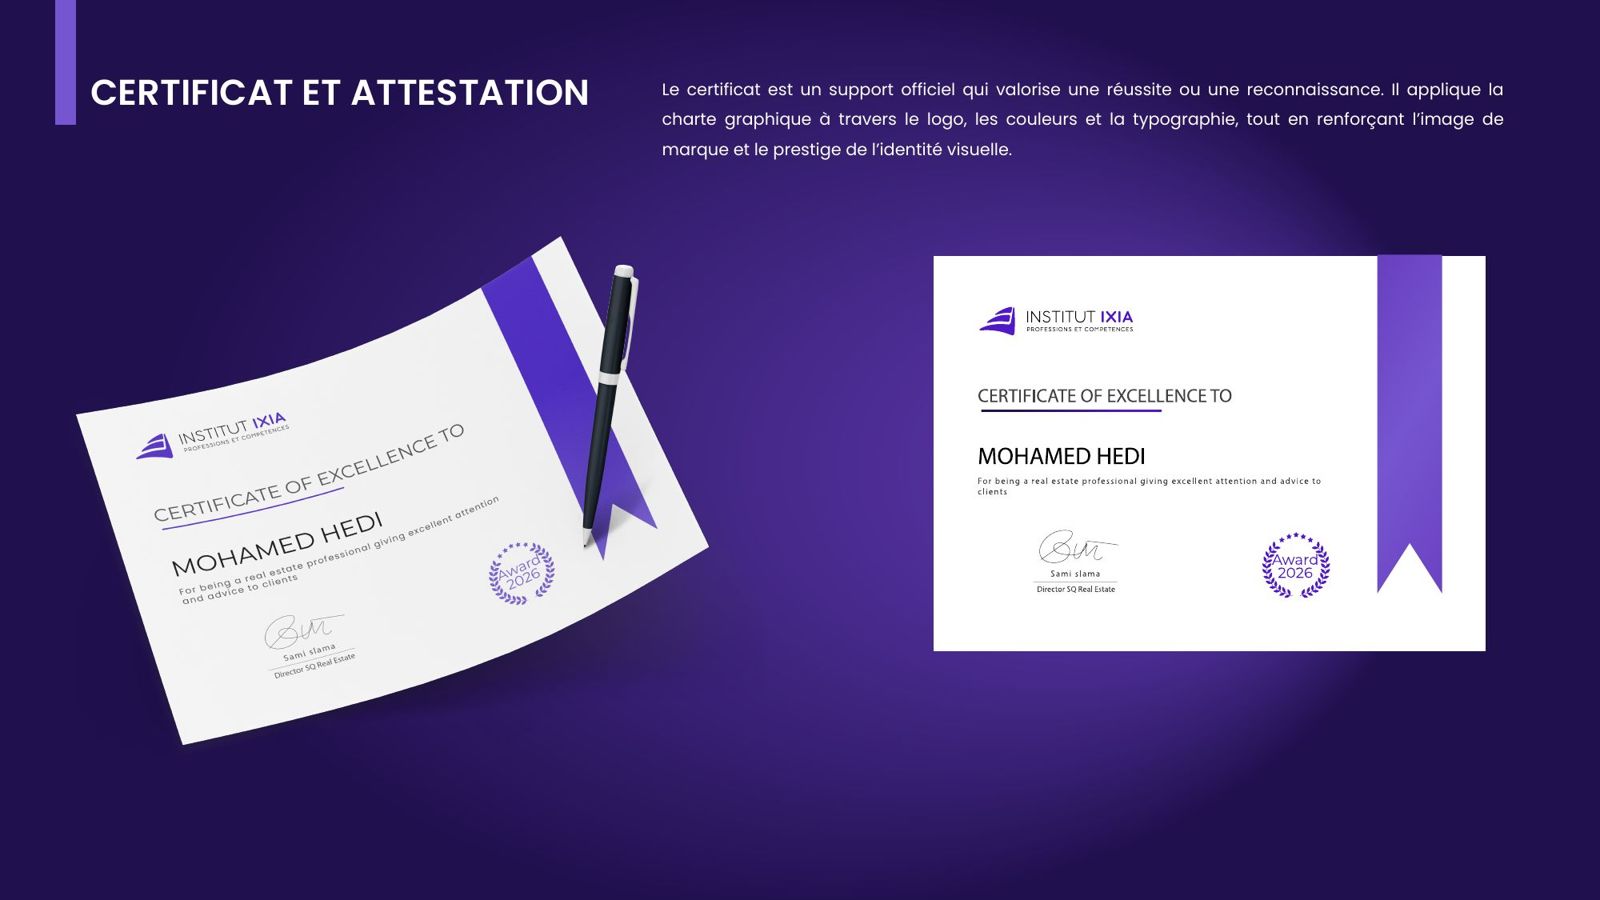 CERTIFICAT ET ATTESTATION
Le certificat est un support officiel qui valorise une réussite ou une reconnaissance. Il applique la
charte graphique à travers le logo, les couleurs et la typographie, tout en renforçant l’image de
marque et le prestige de l’identité visuelle.
INSTITUT IXIA
PROFESSIONS ET COMPETENCES
CERTIFICATE OF EXCELLENCE TO
MOHAMED HEDI
For being a real estate professional giving excellent attention
and advice to clients
Award
2026
Sami slama
Director SQ Real Estate
INSTITUT IXIA
PROFESSIONS ET COMPETENCES
CERTIFICATE OF EXCELLENCE TO
MOHAMED HEDI
For being a real estate professional giving excellent attention and advice to
clients
Sami slama
Director SQ Real Estate
Award
2026